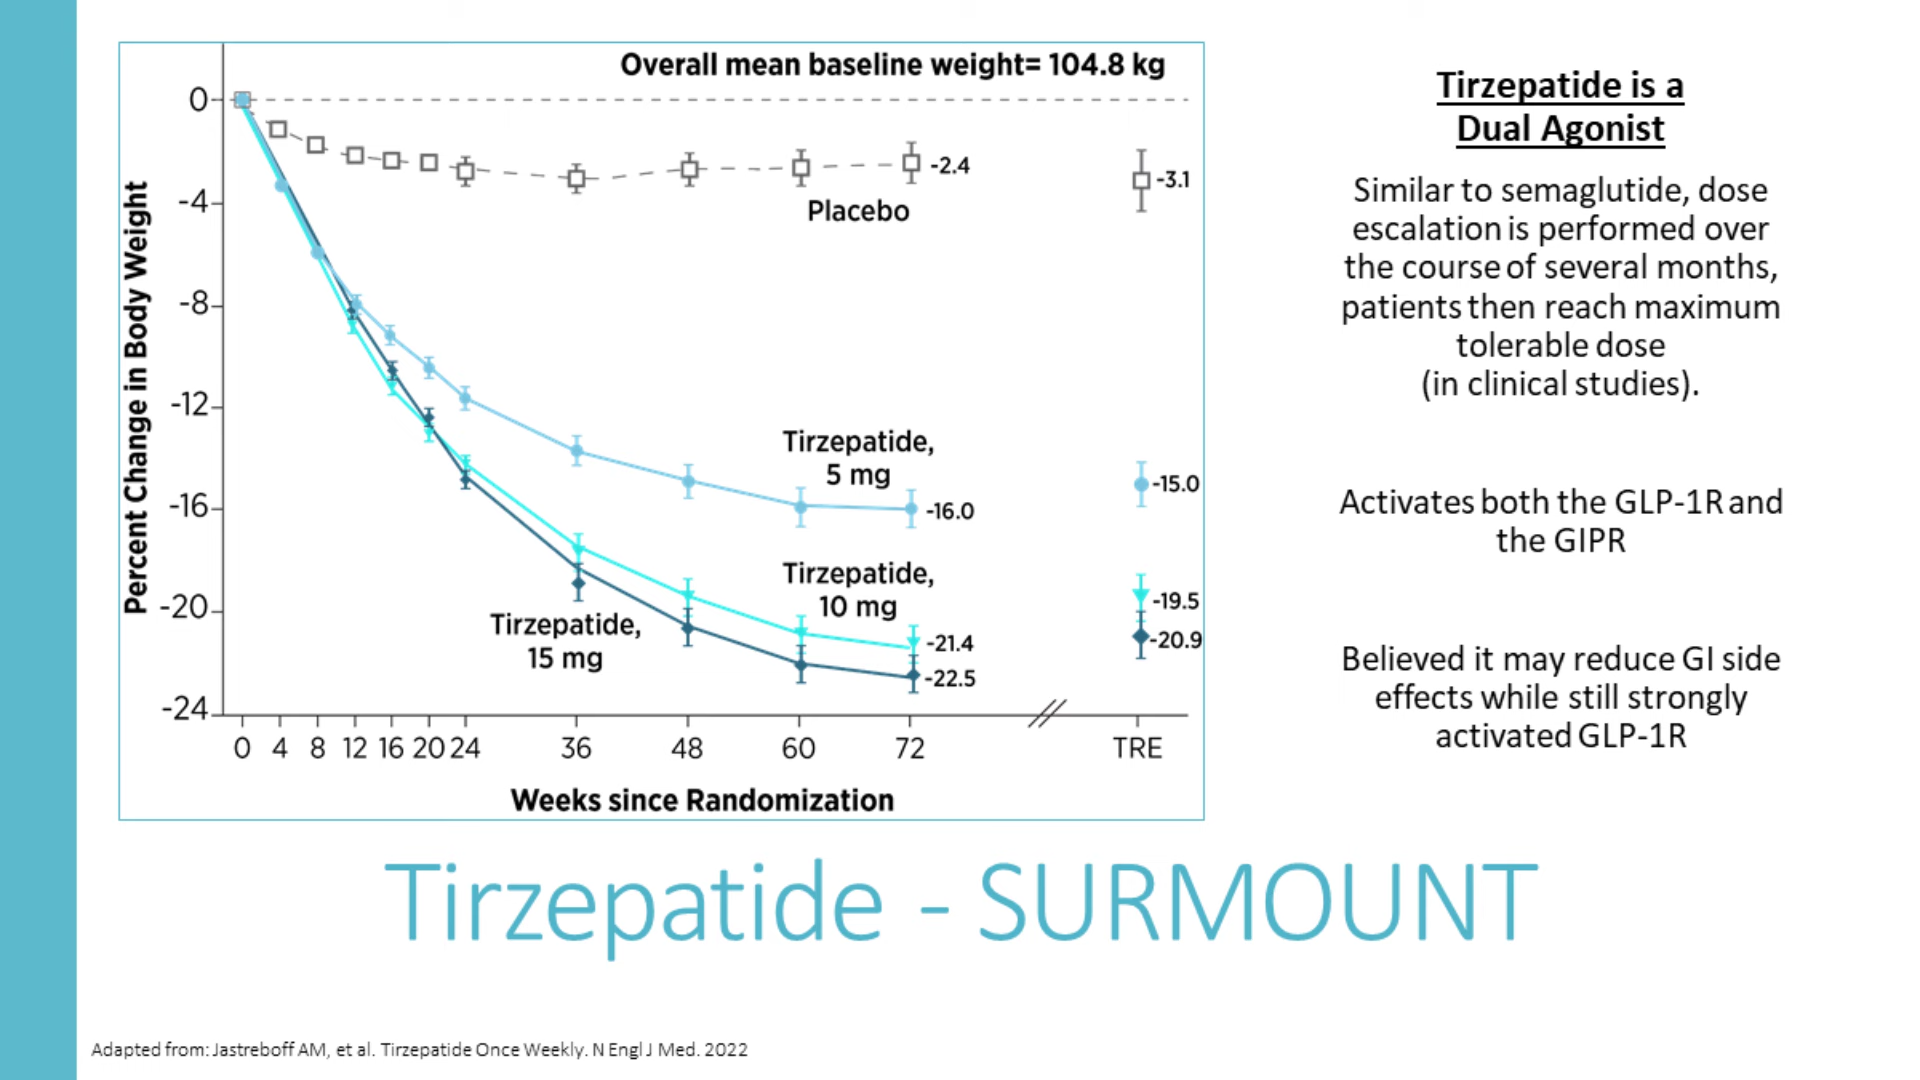 Overall mean baseline weight= 104.8 kg
0
-4
-8
-12
-16
-20
-24
Percent Change in Body Weight
-2.4
Placebo
-3.1
Tirzepatide,
5 mg
-16.0
-15.0
Tirzepatide,
10 mg
-21.4
-19.5
Tirzepatide,
15 mg
-22.5
-20.9
0 4 8 12 16 20 24 36 48 60 72 TRE
Weeks since Randomization
Tirzepatide is a
Dual Agonist
Similar to semaglutide, dose
escalation is performed over
the course of several months,
patients then reach maximum
tolerable dose
(in clinical studies).
Activates both the GLP-1R and
the GIPR
Believed it may reduce GI side
effects while still strongly
activated GLP-1R
Tirzepatide - SURMOUNT
Adapted from: Jastreboff AM, et al. Tirzepatide Once Weekly. N Engl J Med. 2022